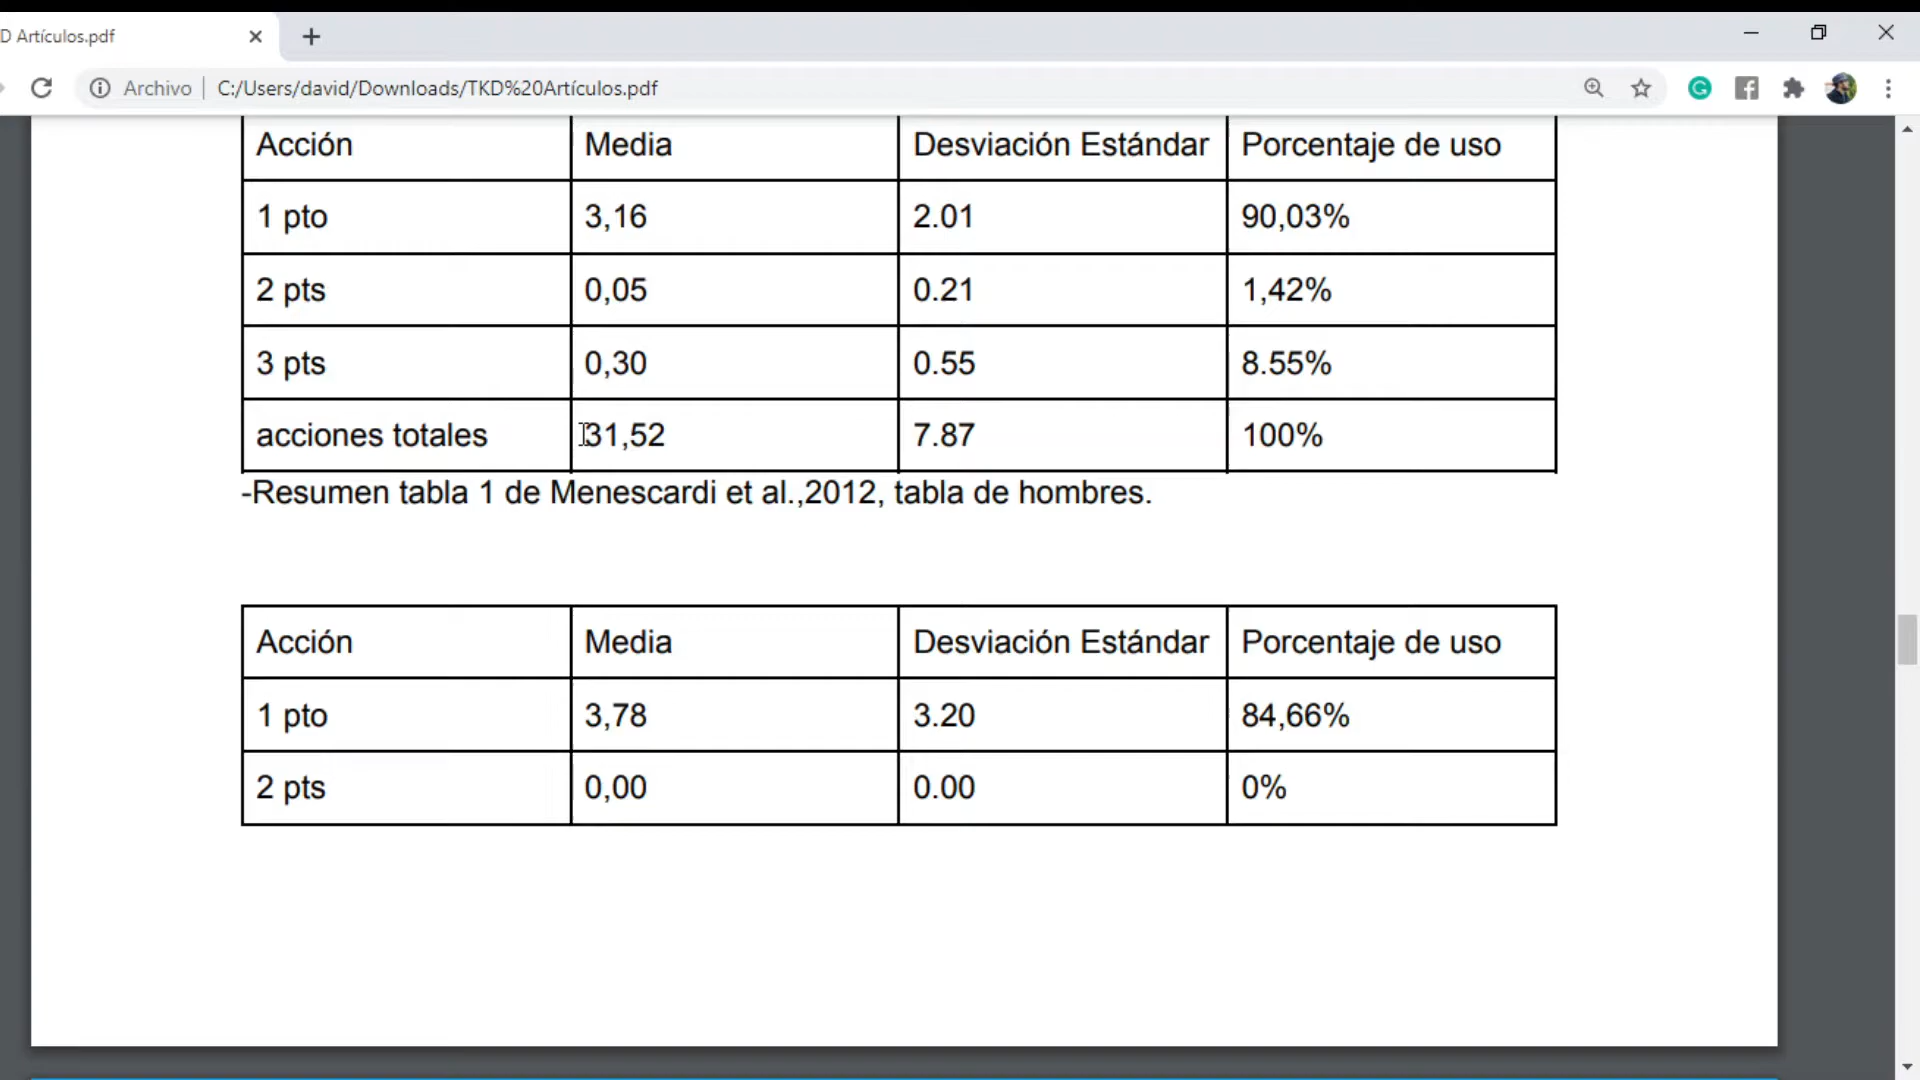 D Artículos.pdf
Archivo C:/Users/david/Downloads/TKD%20Artículos.pdf
Acción Media Desviación Estándar Porcentaje de uso
1 pto 3,16 2.01 90,03%
2 pts 0,05 0.21 1,42%
3 pts 0,30 0.55 8.55%
acciones totales 31,52 7.87 100%
-Resumen tabla 1 de Menescardi et al.,2012, tabla de hombres.
Acción Media Desviación Estándar Porcentaje de uso
1 pto 3,78 3.20 84,66%
2 pts 0,00 0.00 0%